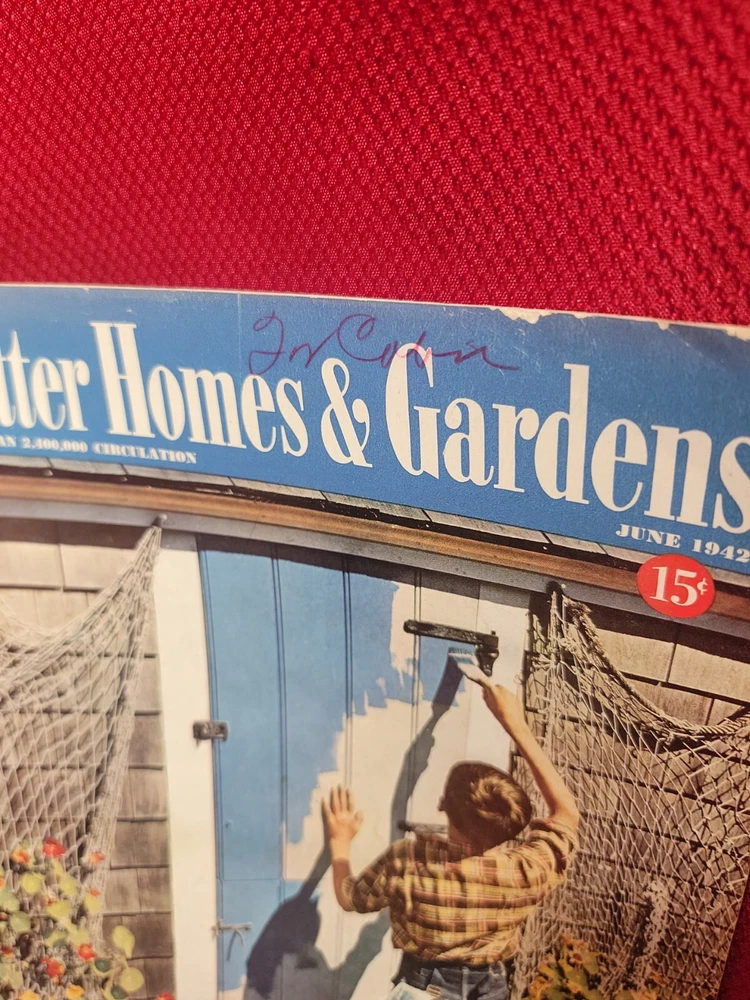 tter Homes & Gardens
AN 2,400,000 CIRCULATION
JUNE 1942
15¢